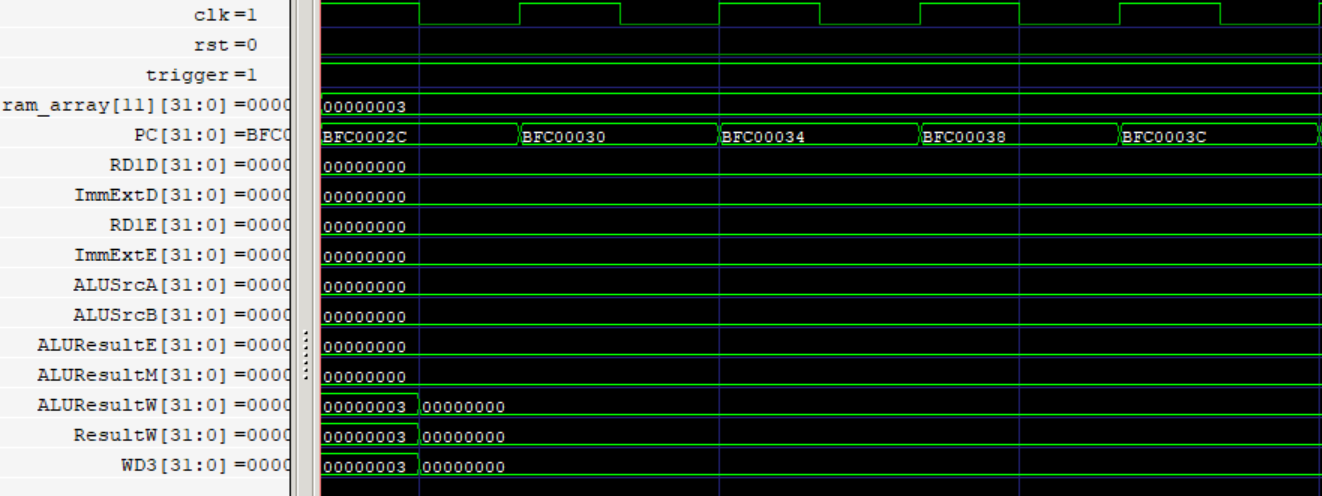 clk=1
rst=0
trigger=1
ram_array[11][31:0]=0000 00000003
PC[31:0]=BFC0 BFC0002C BFC00030 BFC00034 BFC00038 BFC0003C
RD1D[31:0]=0000 00000000
ImmExtD[31:0]=0000 00000000
RD1E[31:0]=0000 00000000
ImmExtE[31:0]=0000 00000000
ALUSrcA[31:0]=0000 00000000
ALUSrcB[31:0]=0000 00000000
ALUResultE[31:0]=0000 00000000
ALUResultM[31:0]=0000 00000000
ALUResultW[31:0]=0000 00000003 00000000
ResultW[31:0]=0000 00000003 00000000
WD3[31:0]=0000 00000003 00000000